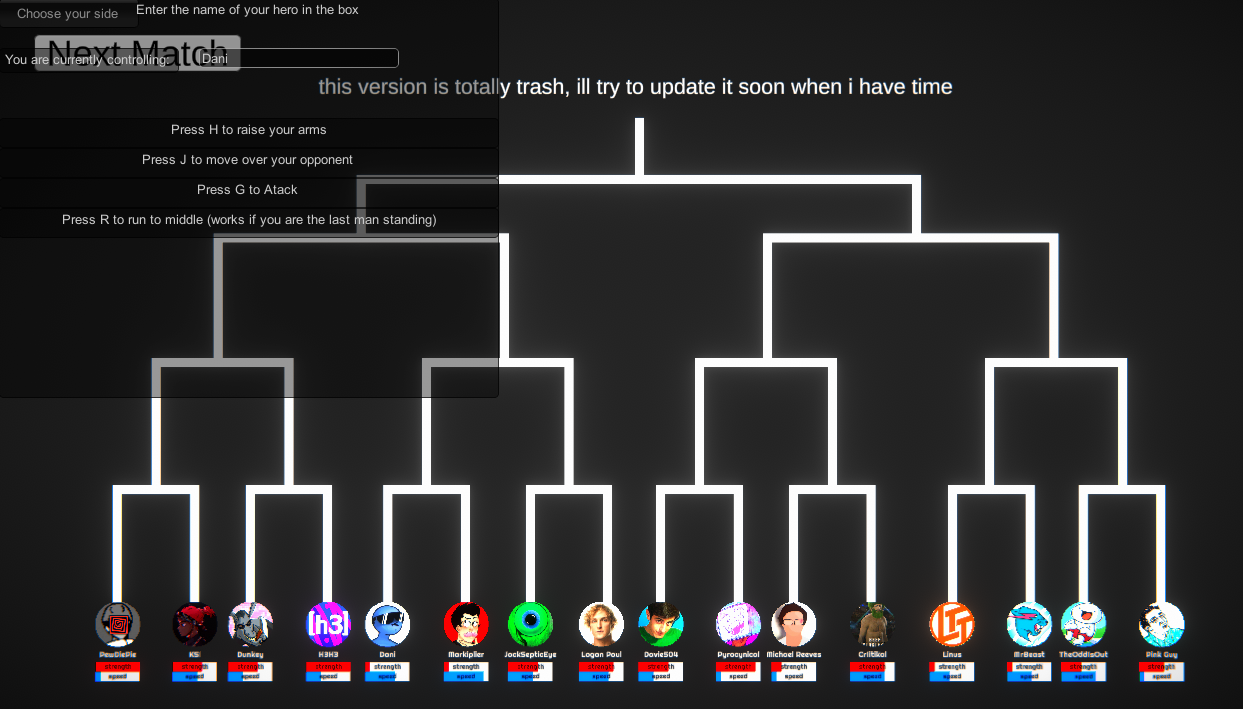 Choose your side
Enter the name of your hero in the box
Next Match
You are currently controlling:
Dani
this version is totally trash, ill try to update it soon when i have time
Press H to raise your arms
Press J to move over your opponent
Press G to Atack
Press R to run to middle (works if you are the last man standing)
h3
PewDiePie KSI Dunkey H3H3 Dani Markiplier JackSepticEye Logan Paul Davie504 Pyrocynical Michael Reeves Cr1tikal Linus MrBeast TheOdd1sOut Pink Guy
strength strength strength strength strength strength strength strength strength strength strength strength strength strength strength strength
speed speed speed speed speed speed speed speed speed speed speed speed speed speed speed speed